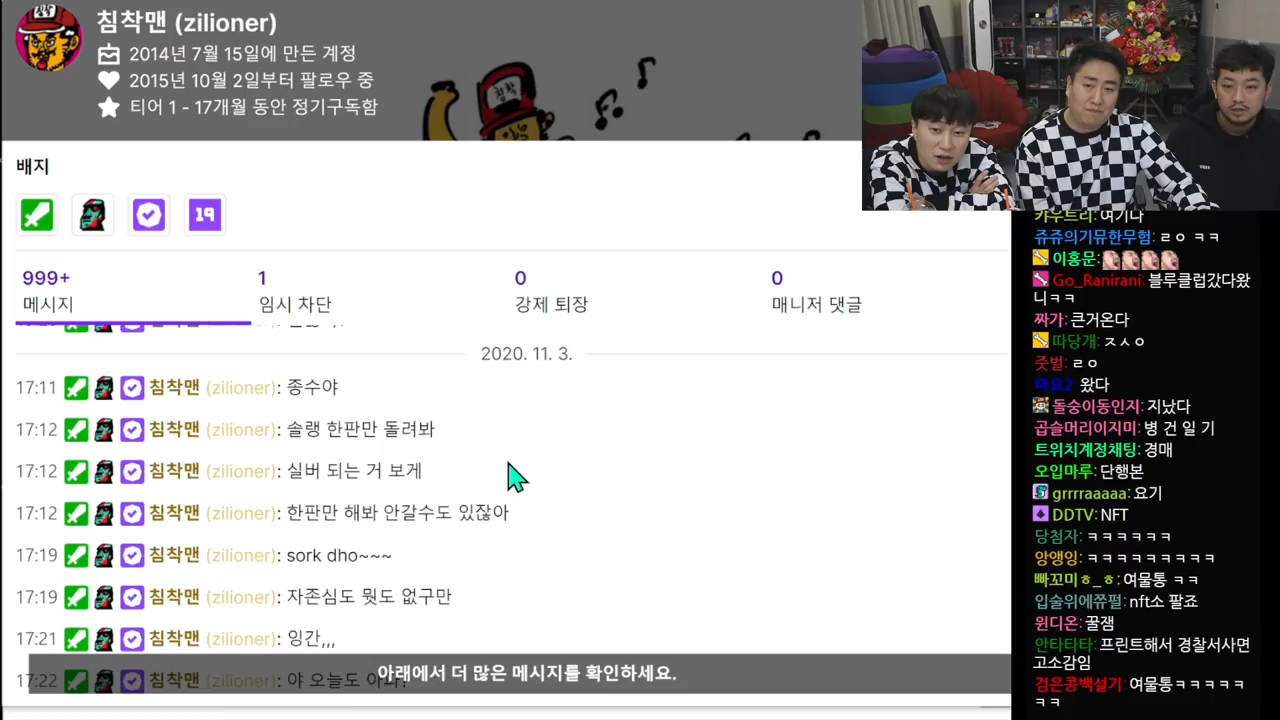 침착맨 (zilioner)
2014년 7월 15일에 만든 계정
2015년 10월 2일부터 팔로우 중
티어 1 - 17개월 동안 정기구독함
침착
배지
19
999+
메시지
1
임시 차단
0
강제 퇴장
0
매니저 댓글
2020. 11. 3.
17:11 침착맨 (zilioner): 종수야
17:12 침착맨 (zilioner): 솔랭 한판만 돌려봐
17:12 침착맨 (zilioner): 실버 되는 거 보게
17:12 침착맨 (zilioner): 한판만 해봐 안갈수도 있잖아
17:19 침착맨 (zilioner): sork dho~~~
17:19 침착맨 (zilioner): 자존심도 뭣도 없구만
17:21 침착맨 (zilioner): 잉간,,,
17:22 침착맨 (zilioner): 야 오늘도
아래에서 더 많은 메시지를 확인하세요.
캬우트리: 여기다
쥬쥬의기뮤한무험: ㄹㅇ ㅋㅋ
이홍문:
Go_Ranirani: 블루클럽갔다왔
니ㅋㅋ
짜가: 큰거온다
따당개: ㅈㅅㅇ
줏벌: ㄹㅇ
마요2: 왔다
돌숭이동인지: 지났다
곱슬머리이지미: 병 건 일 기
트위치계정채팅: 경매
오입마루: 단행본
grrrraaaaa: 요기
DDTV: NFT
당첨자: ㅋㅋㅋㅋㅋㅋ
앙앵잉: ㅋㅋㅋㅋㅋㅋㅋㅋㅋ
빠꼬미ㅎ_ㅎ: 여물통 ㅋㅋ
입술위에쮸펄: nft소 팔죠
윈디온: 꿀잼
안타타타: 프린트해서 경찰서사면
고소감임
검은콩백설기: 여물통ㅋㅋㅋㅋㅋ
ㅋㅋ